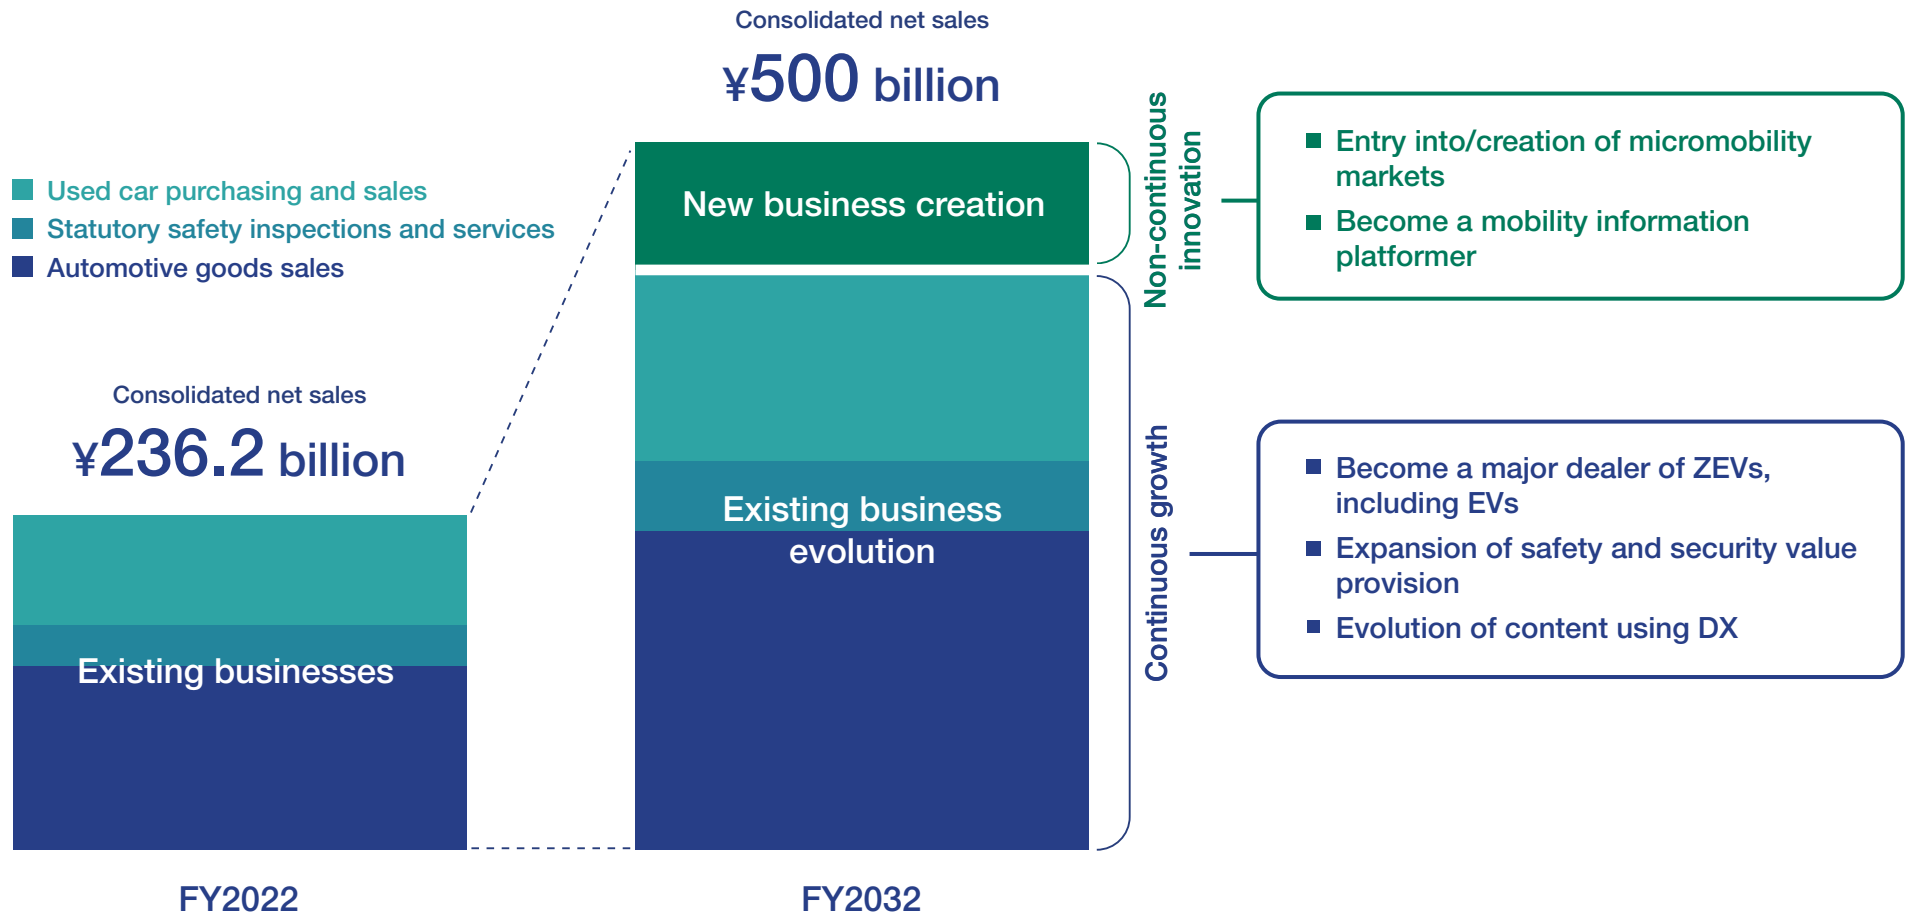 Consolidated net sales
¥500 billion
Used car purchasing and sales
Statutory safety inspections and services
Automotive goods sales
Consolidated net sales
¥236.2 billion
Existing businesses
FY2022
New business creation
Existing business
evolution
FY2032
Non-continuous
innovation
Entry into/creation of micromobility
markets
Become a mobility information
platformer
Continuous growth
Become a major dealer of ZEVs,
including EVs
Expansion of safety and security value
provision
Evolution of content using DX